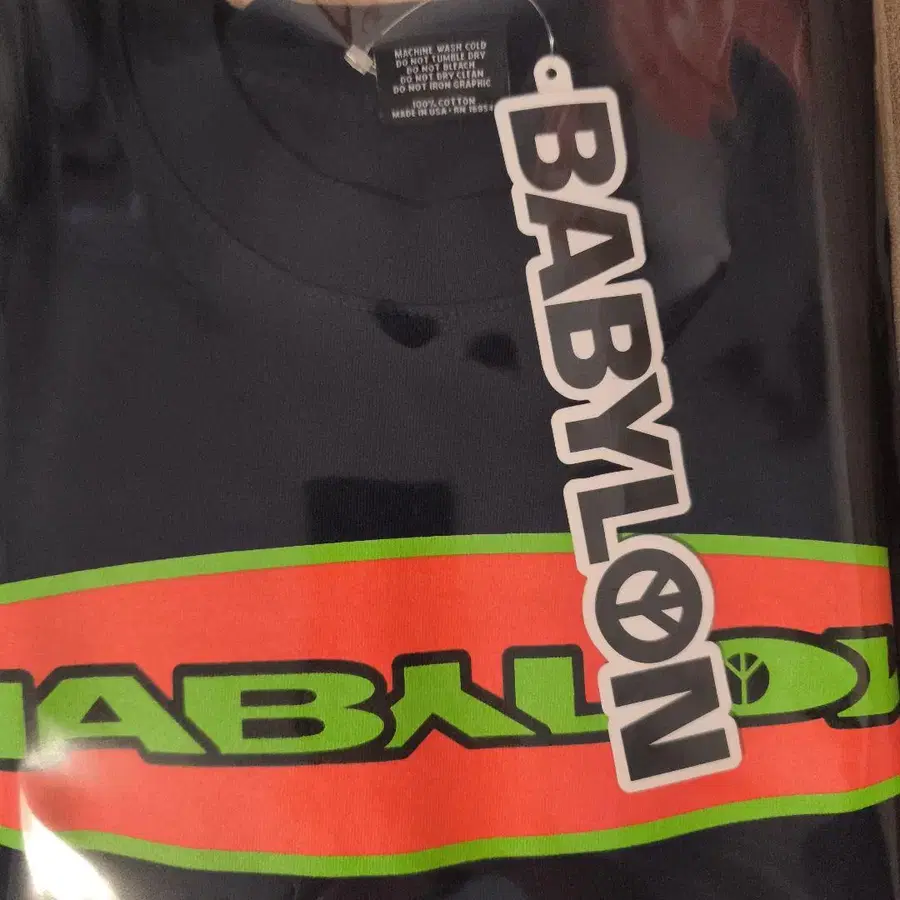 MACHINE WASH COLD
DO NOT TUMBLE DRY
DO NOT BLEACH
DO NOT DRY CLEAN
DO NOT IRON GRAPHIC
100% COTTON
MADE IN USA • RN
BABYLON
BABYLON